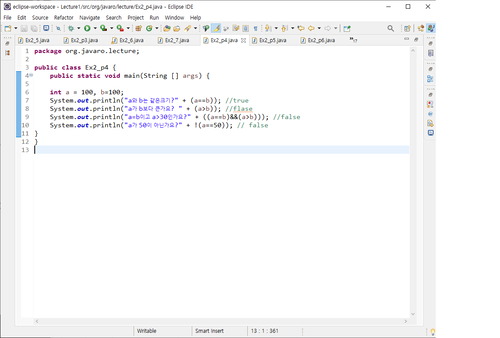 eclipse-workspace - Lecture1/src/org/javaro/lecture/Ex2_p4.java - Eclipse IDE
File Edit Source Refactor Navigate Search Project Run Window Help
Ex2_5.java Ex2_p3.java Ex2_6.java Ex2_7.java Ex2_p4.java Ex2_p5.java Ex2_p6.java
1 package org.javaro.lecture;
2
3 public class Ex2_p4 {
4 public static void main(String [] args) {
5
6 int a = 100, b=100;
7 System.out.println("a와 b는 같은크기?" + (a==b)); //true
8 System.out.println("a가 b보다 큰가요? " + (a>b)); //flase
9 System.out.println("a=b이고 a>30인가요?" + ((a==b)&&(a>b))); //false
10 System.out.println("a가 50이 아닌가요?" + !(a==50)); // false
11 }
12 }
13
Writable Smart Insert 13 : 1 : 361